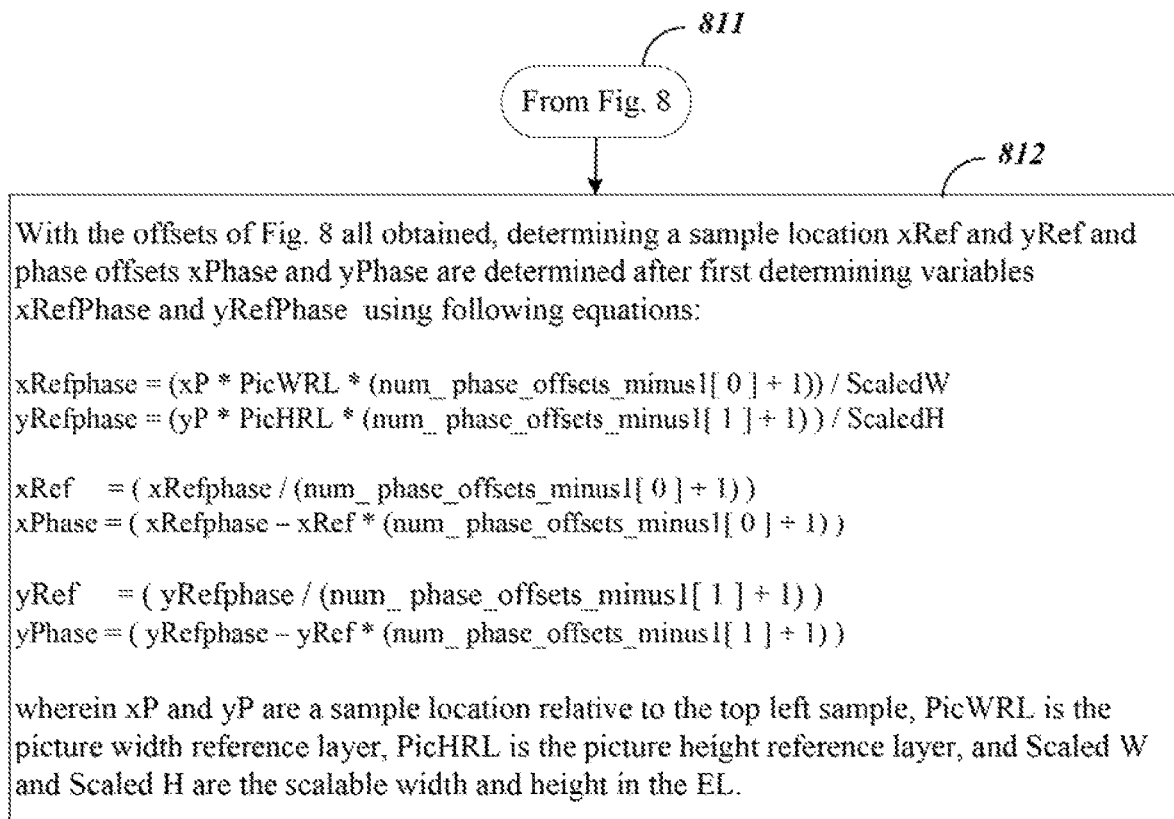 811
From Fig. 8
812
With the offsets of Fig. 8 all obtained, determining a sample location xRef and yRef and
phase offsets xPhase and yPhase are determined after first determining variables
xRefPhase and yRefPhase using following equations:
xRefphase = (xP * PicWRL * (num_ phase_offsets_minus1[ 0 ] + 1)) / ScaledW
yRefphase = (yP * PicHRL * (num_ phase_offsets_minus1[ 1 ] + 1) ) / ScaledH
xRef = ( xRefphase / (num_ phase_offsets_minus1[ 0 ] + 1) )
xPhase = ( xRefphase – xRef * (num_ phase_offsets_minus1[ 0 ] + 1) )
yRef = ( yRefphase / (num_ phase_offsets_minus1[ 1 ] + 1) )
yPhase = ( yRefphase – yRef * (num_ phase_offsets_minus1[ 1 ] + 1) )
wherein xP and yP are a sample location relative to the top left sample, PicWRL is the
picture width reference layer, PicHRL is the picture height reference layer, and Scaled W
and Scaled H are the scalable width and height in the EL.